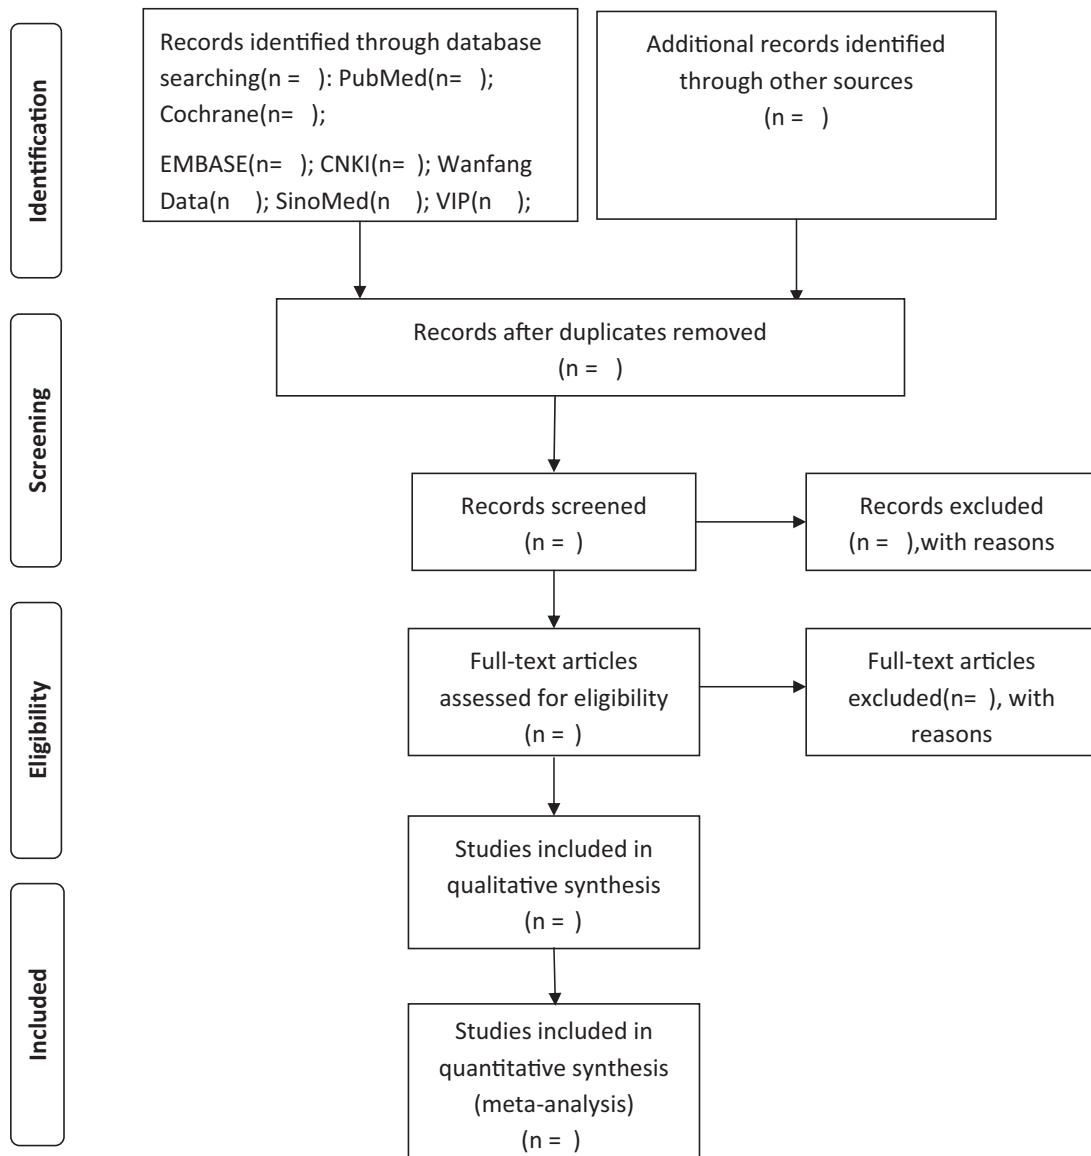 Identification
Records identified through database
searching(n =   ): PubMed(n=   );
Cochrane(n=   );
EMBASE(n=   ); CNKI(n=  ); Wanfang
Data(n    ); SinoMed(n    ); VIP(n    );
Additional records identified
through other sources
(n =   )
Screening
Records after duplicates removed
(n =   )
Records screened
(n =  )
Records excluded
(n =   ),with reasons
Eligibility
Full-text articles
assessed for eligibility
(n =  )
Full-text articles
excluded(n=  ), with
reasons
Studies included in
qualitative synthesis
(n =  )
Included
Studies included in
quantitative synthesis
(meta-analysis)
(n =  )